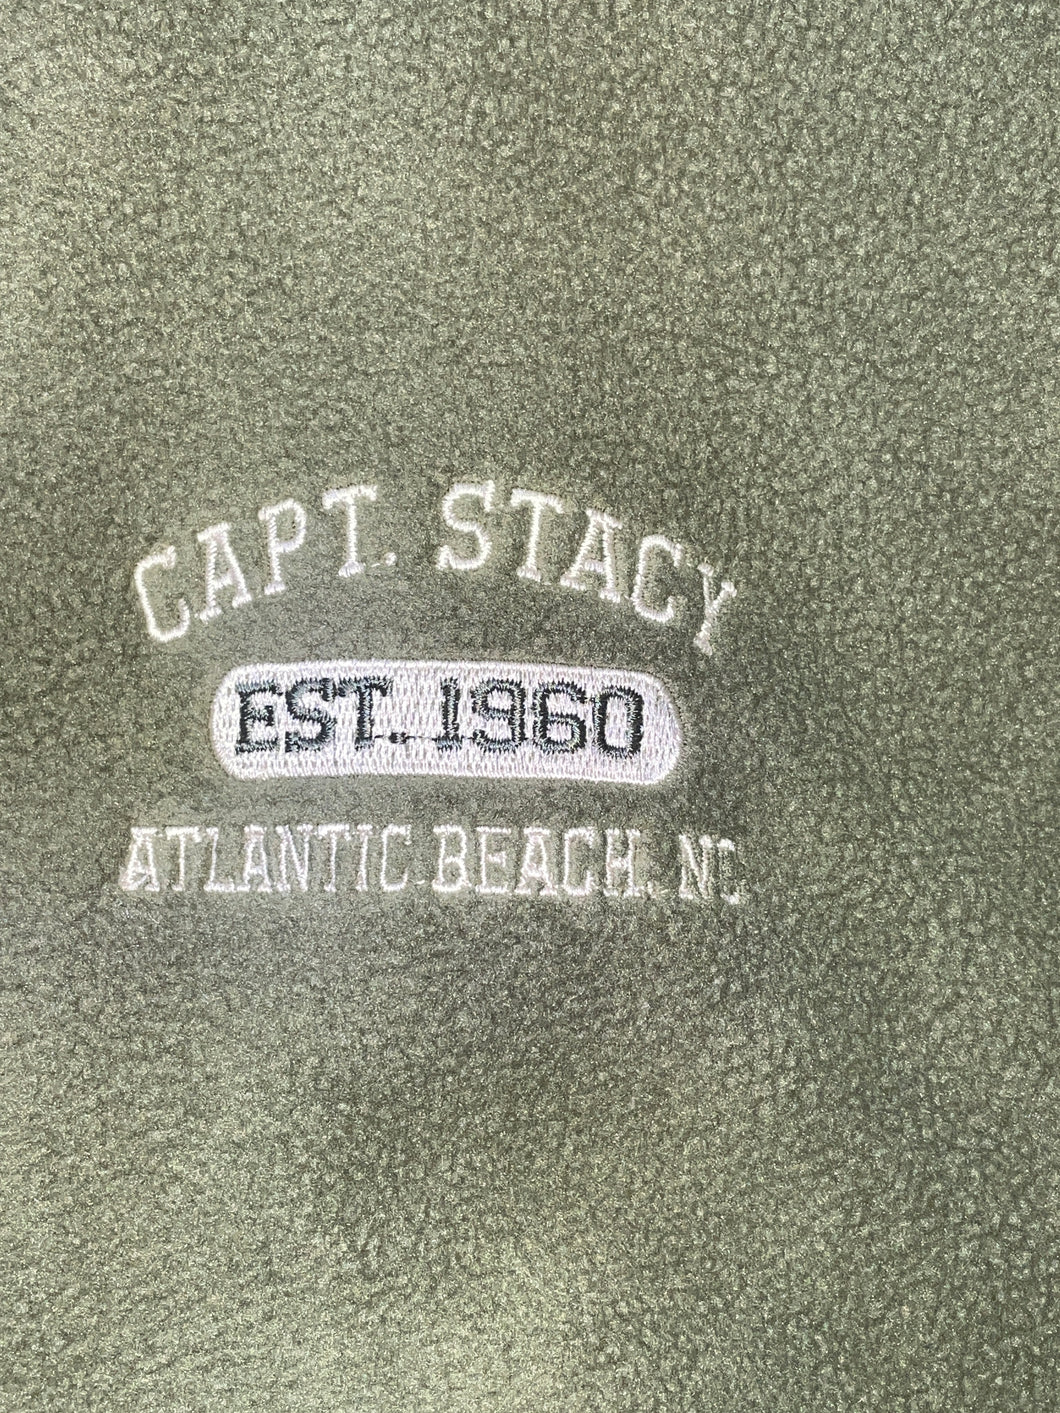 CAPT. STACY
EST. 1960
ATLANTIC BEACH, NC